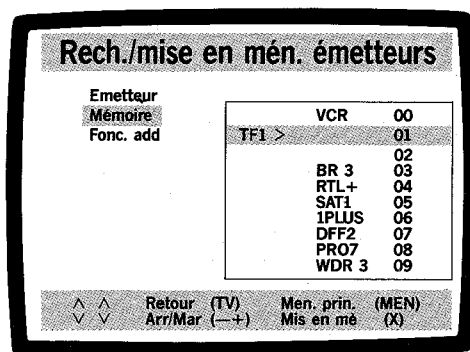 Rech./mise en mén. émetteurs
Emetteur
Mémoire
Fonc. add
VCR 00
TF1 > 01
02
BR 3 03
RTL+ 04
SAT1 05
1PLUS 06
DFF2 07
PRO7 08
WDR 3 09
^ ^ Retour (TV) Men. prin. (MEN)
v v Arr/Mar (—+) Mis en mé (X)